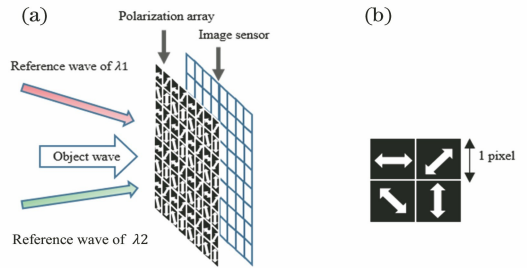 (a)
Polarization array
Image sensor
Reference wave of λ1
Object wave
Reference wave of λ2
(b)
1 pixel